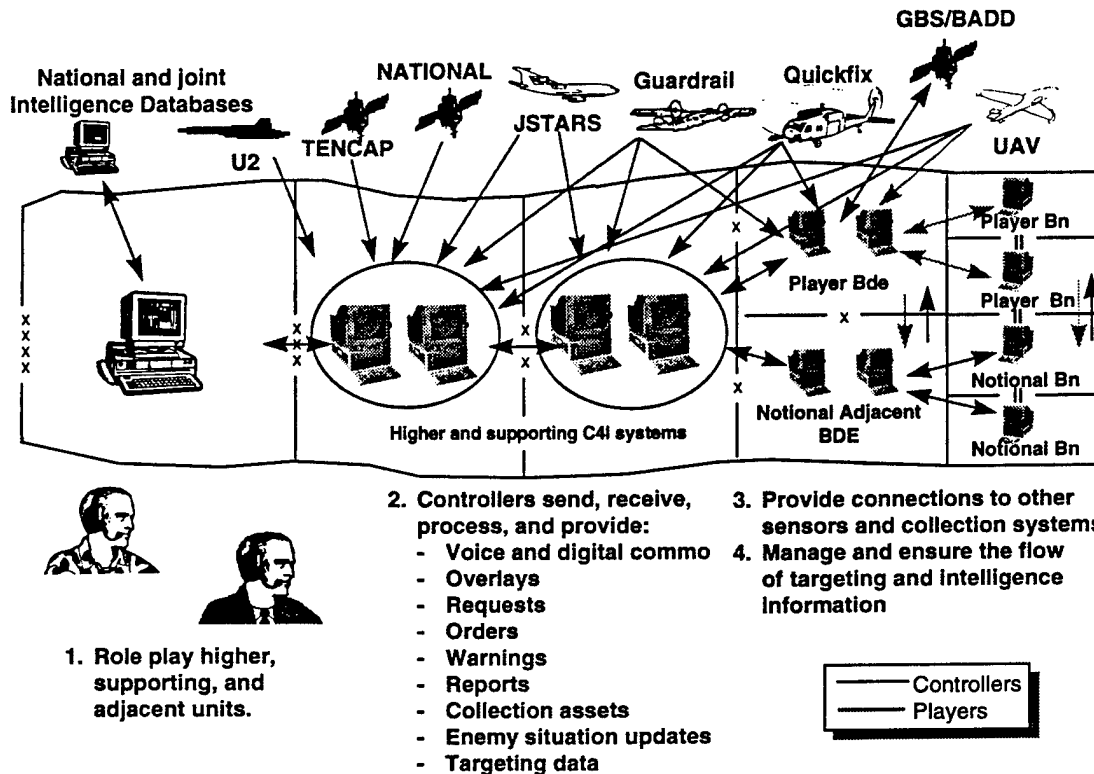 GBS/BADD
National and joint
Intelligence Databases
NATIONAL
Guardrail
Quickfix
U2
TENCAP
JSTARS
UAV
Player Bn
Player Bde
Player Bn
Notional Bn
Notional Adjacent
BDE
Notional Bn
Higher and supporting C4I systems
x
x
x
x
x
x
x
x
x
x
x
x
=
=
=
1. Role play higher,
supporting, and
adjacent units.
2. Controllers send, receive,
process, and provide:
- Voice and digital commo
- Overlays
- Requests
- Orders
- Warnings
- Reports
- Collection assets
- Enemy situation updates
- Targeting data
3. Provide connections to other
sensors and collection systems
4. Manage and ensure the flow
of targeting and intelligence
information
Controllers
Players